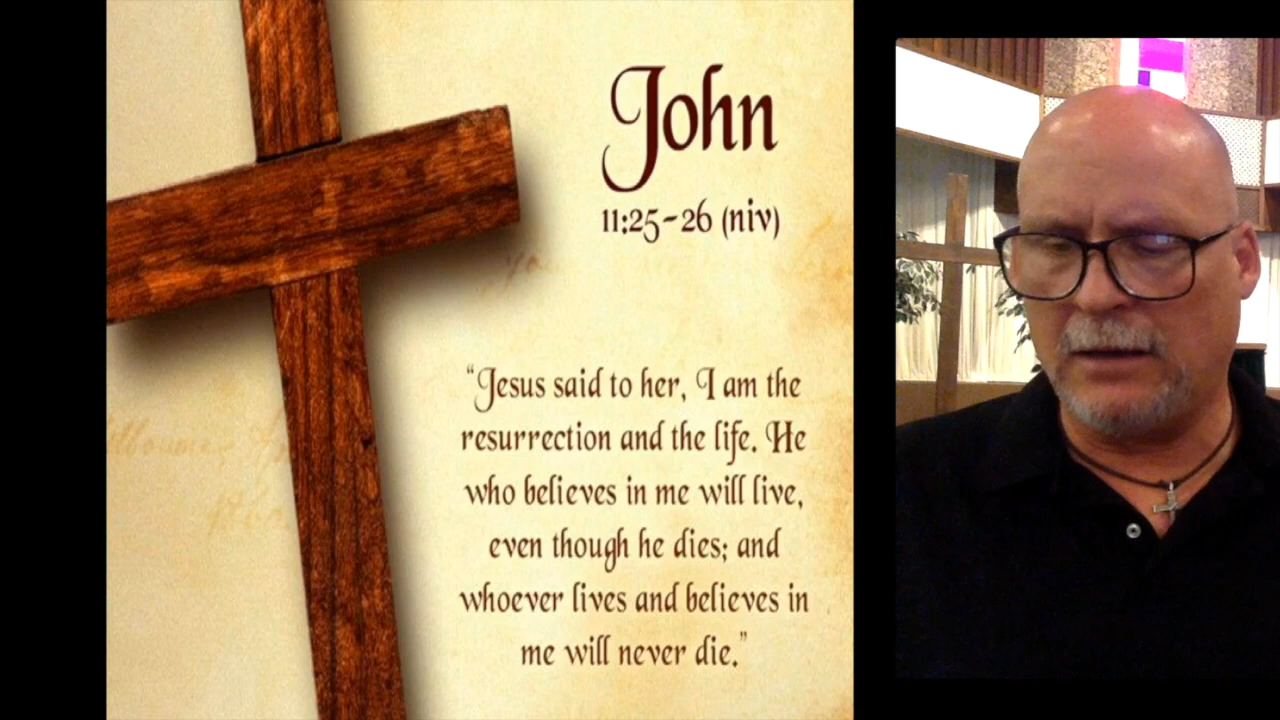 John
11:25-26 (niv)
"Jesus said to her, I am the
resurrection and the life. He
who believes in me will live,
even though he dies; and
whoever lives and believes in
me will never die."